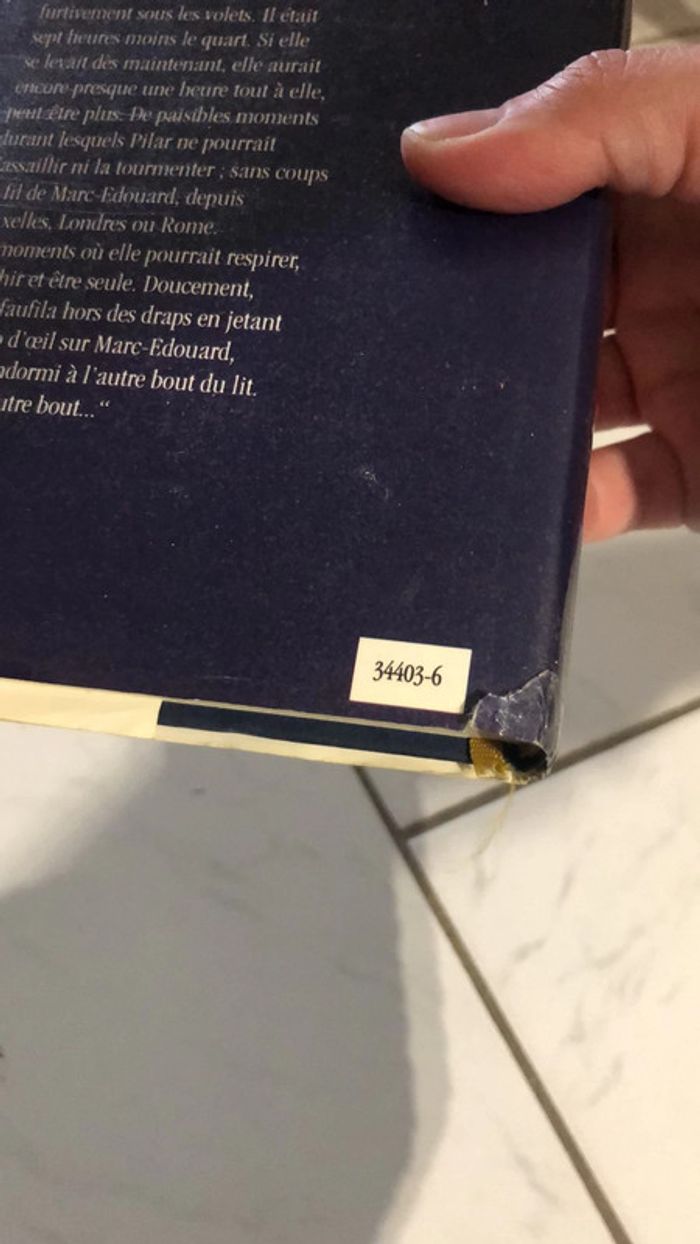 furtivement sous les volets. Il était
sept heures moins le quart. Si elle
se levait dès maintenant, elle aurait
encore presque une heure tout à elle,
peut-être plus. De paisibles moments
durant lesquels Pilar ne pourrait
assaillir ni la tourmenter ; sans coups
fil de Marc-Edouard, depuis
xelles, Londres ou Rome.
moments où elle pourrait respirer,
hir et être seule. Doucement,
faufila hors des draps en jetant
d'œil sur Marc-Edouard,
ndormi à l'autre bout du lit.
utre bout... “
34403-6